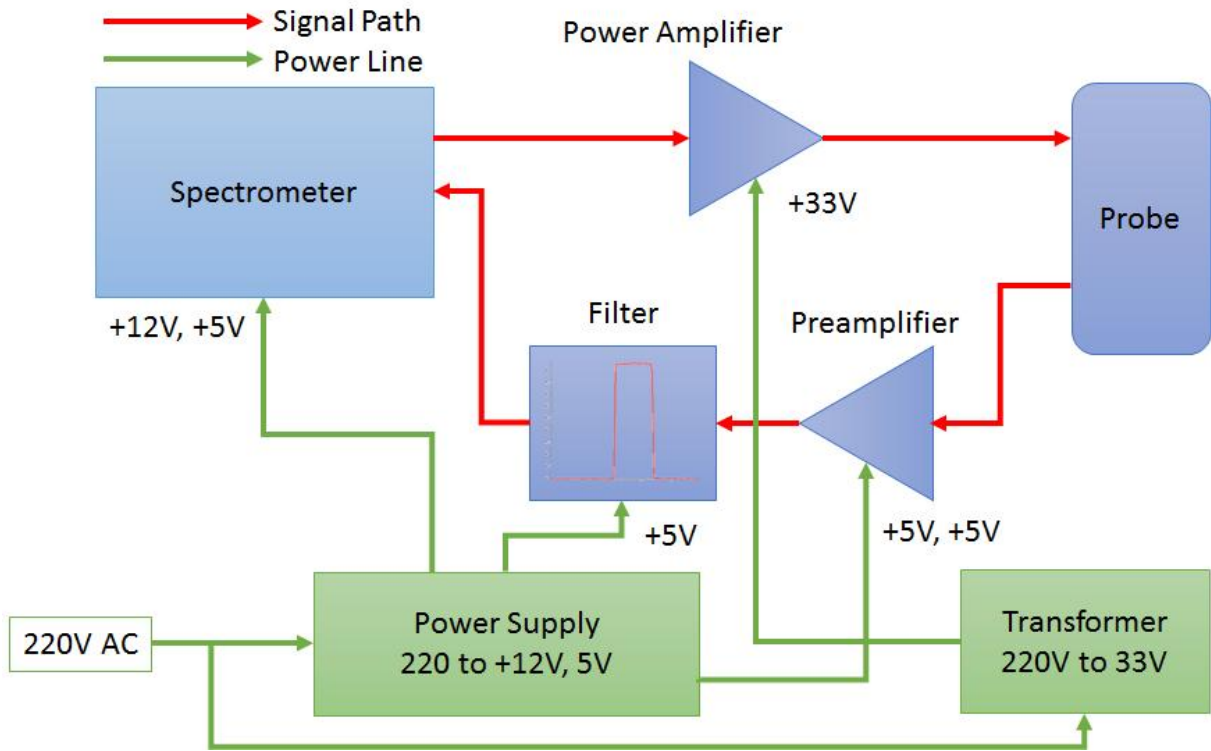 Signal Path
Power Line
Power Amplifier
Spectrometer
+33V
Probe
+12V, +5V
Filter
Preamplifier
+5V
+5V, +5V
220V AC
Power Supply
220 to +12V, 5V
Transformer
220V to 33V